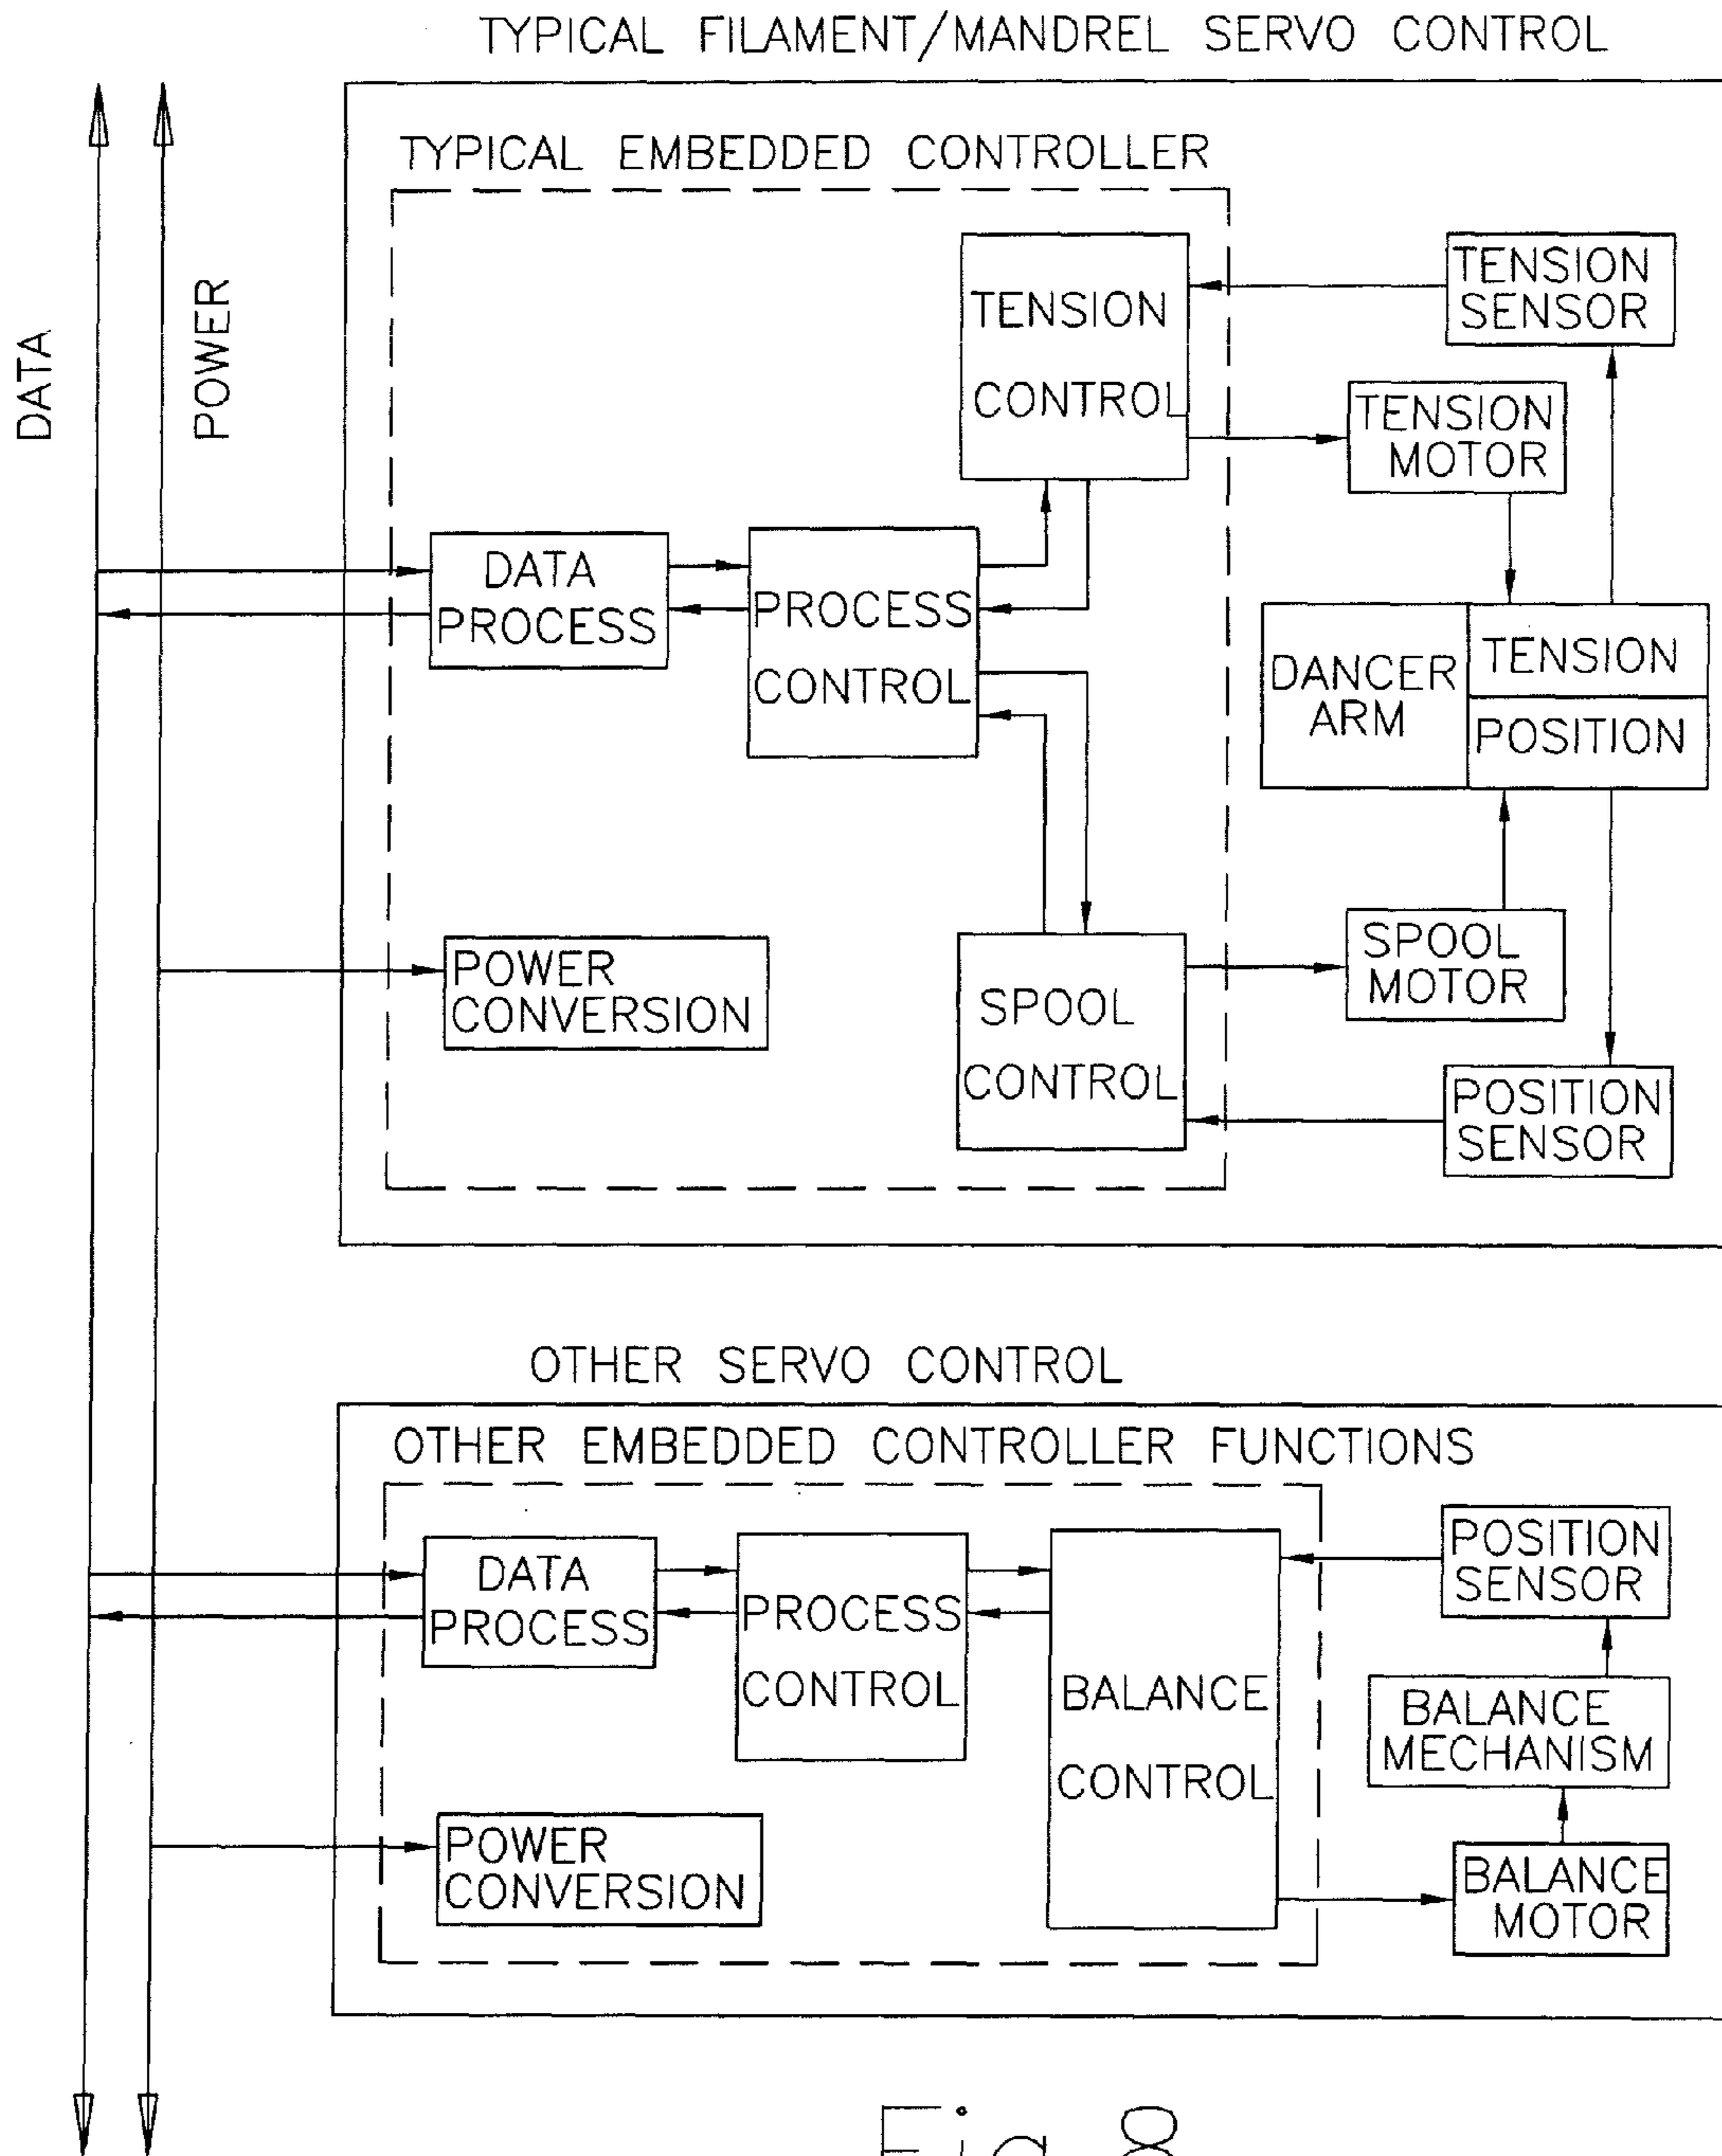 TYPICAL FILAMENT/MANDREL SERVO CONTROL
DATA
POWER
TYPICAL EMBEDDED CONTROLLER
TENSION
CONTROL
TENSION
SENSOR
TENSION
MOTOR
DATA
PROCESS
PROCESS
CONTROL
DANCER
ARM
TENSION
POSITION
POWER
CONVERSION
SPOOL
CONTROL
SPOOL
MOTOR
POSITION
SENSOR
OTHER SERVO CONTROL
OTHER EMBEDDED CONTROLLER FUNCTIONS
DATA
PROCESS
PROCESS
CONTROL
BALANCE
CONTROL
POSITION
SENSOR
BALANCE
MECHANISM
POWER
CONVERSION
BALANCE
MOTOR
Fig 8